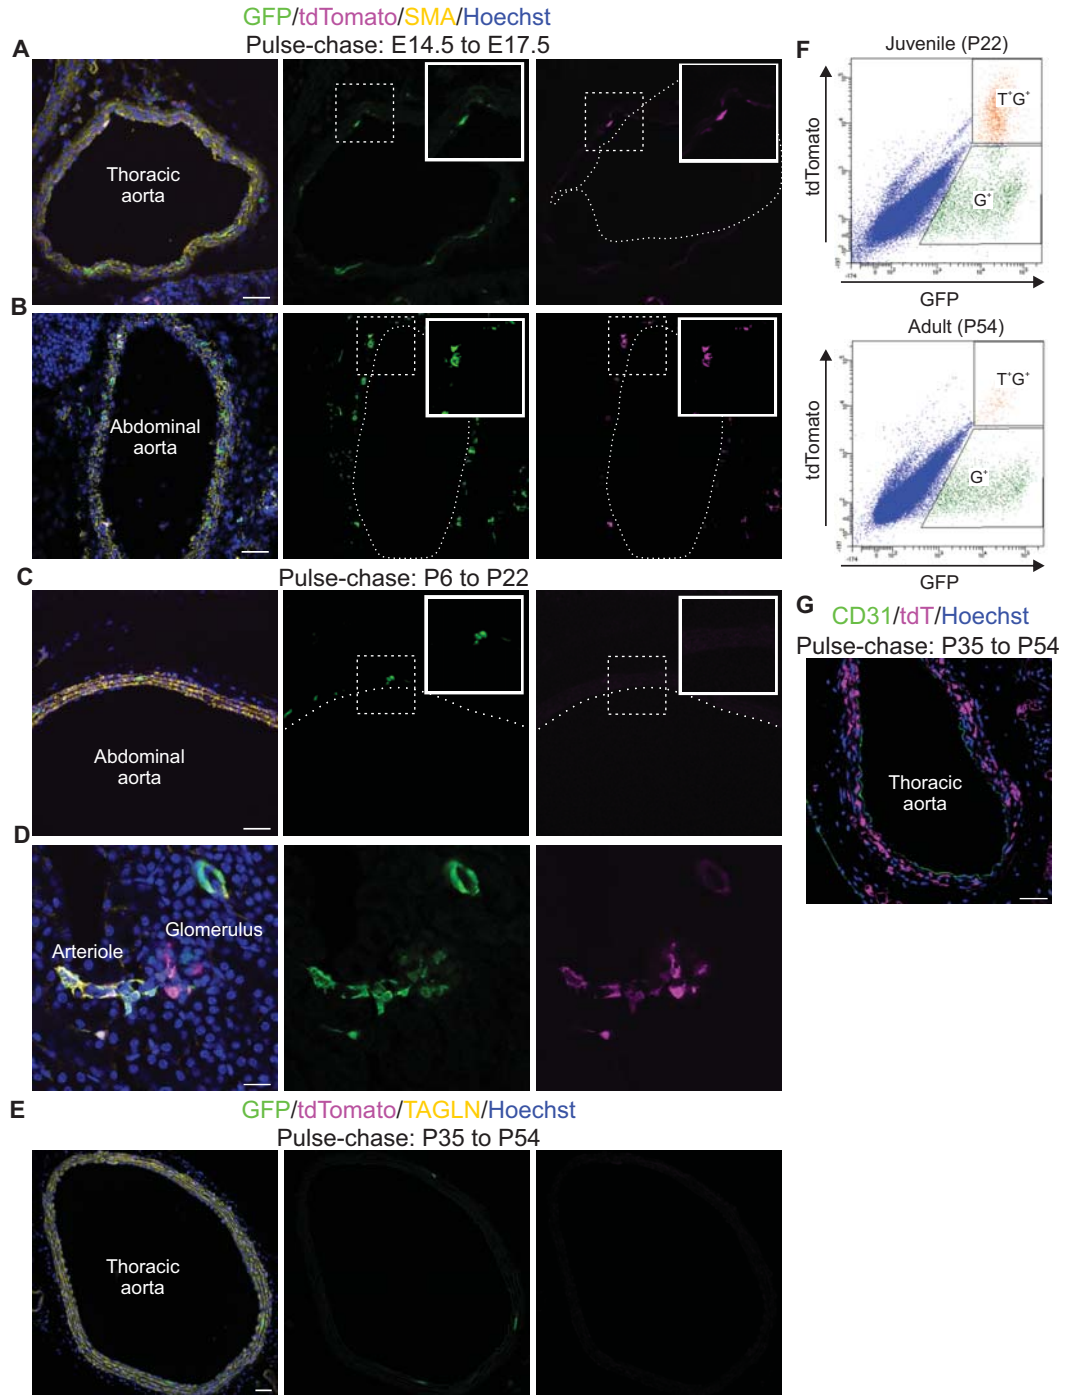 GFP/tdTomato/SMA/Hoechst
Pulse-chase: E14.5 to E17.5
A
Thoracic
aorta
B
Abdominal
aorta
C
Pulse-chase: P6 to P22
Abdominal
aorta
D
Glomerulus
Arteriole
E
GFP/tdTomato/TAGLN/Hoechst
Pulse-chase: P35 to P54
Thoracic
aorta
F
Juvenile (P22)
tdTomato
T+G+
G+
GFP
Adult (P54)
tdTomato
T+G+
G+
GFP
G
CD31/tdT/Hoechst
Pulse-chase: P35 to P54
Thoracic
aorta